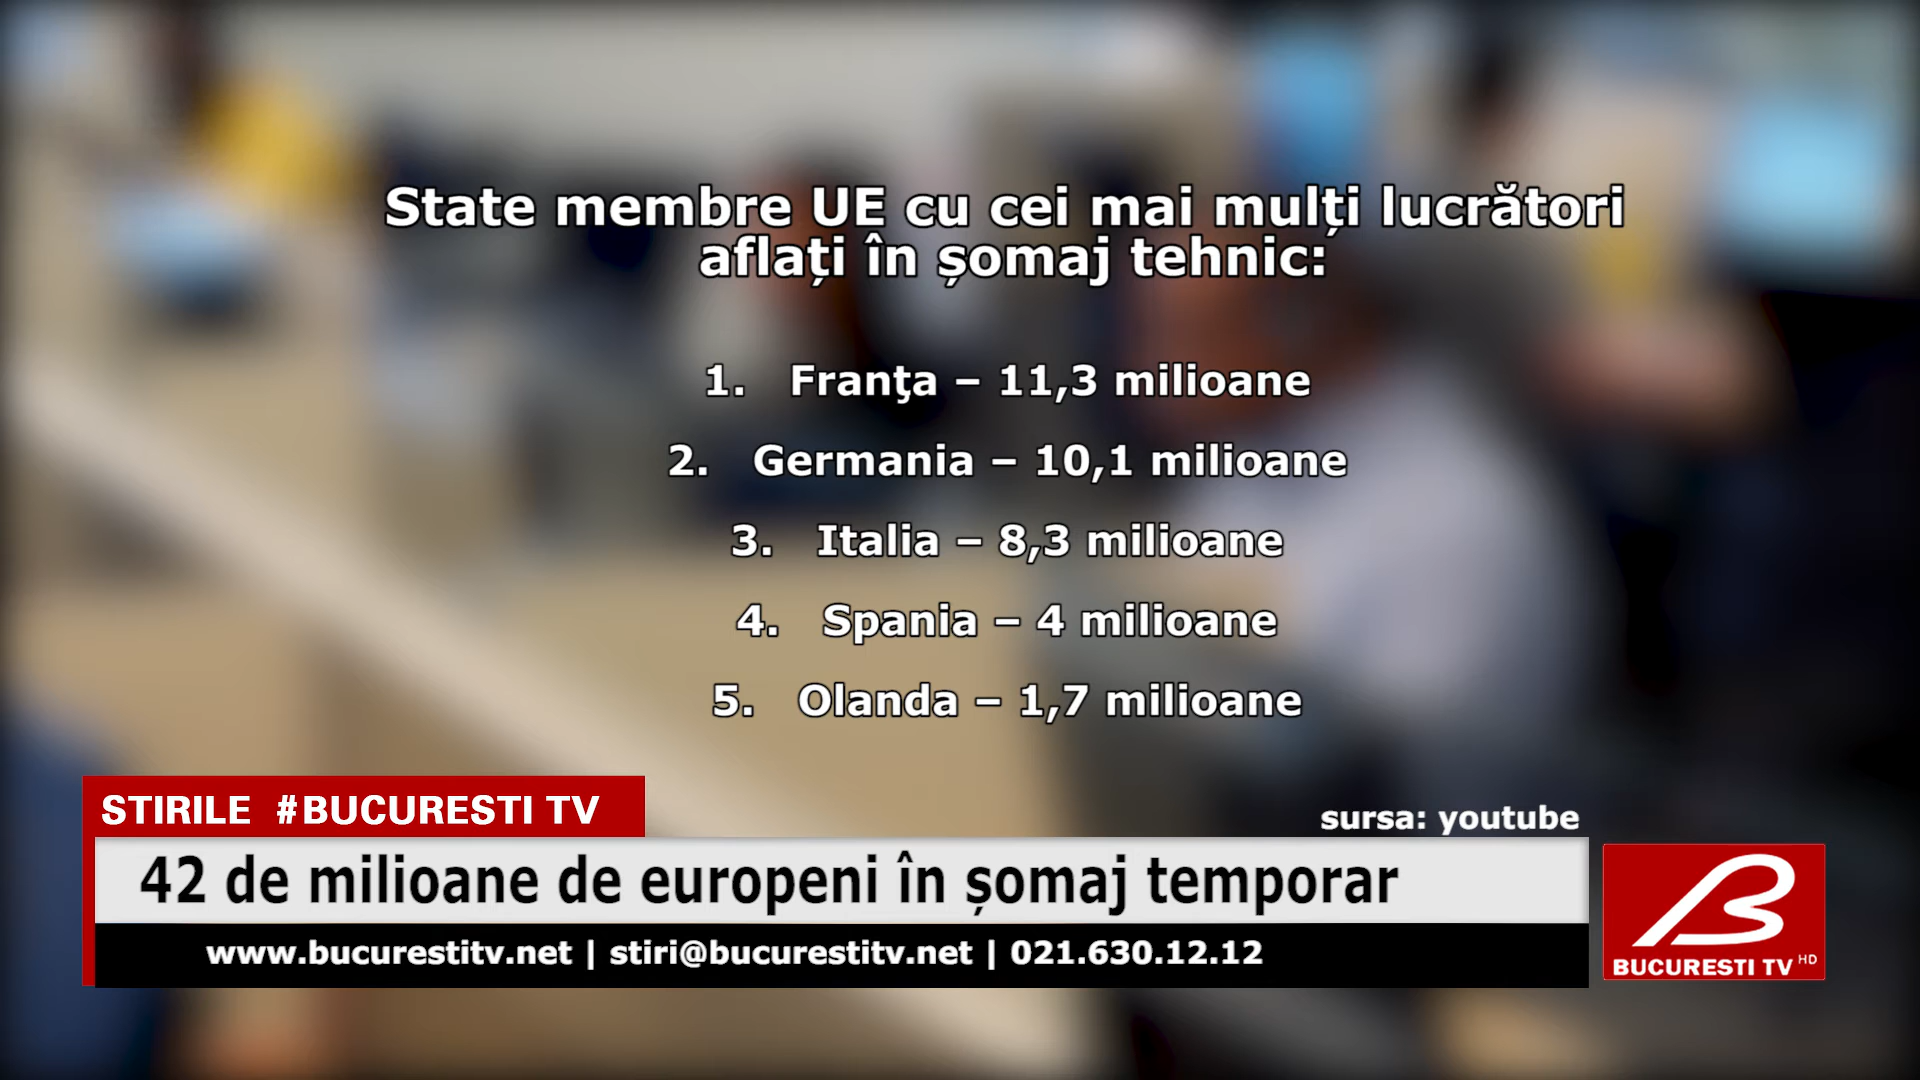 State membre UE cu cei mai mulți lucrători
aflați în șomaj tehnic:
1. Franţa – 11,3 milioane
2. Germania – 10,1 milioane
3. Italia – 8,3 milioane
4. Spania – 4 milioane
5. Olanda – 1,7 milioane
STIRILE #BUCURESTI TV
sursa: youtube
42 de milioane de europeni în șomaj temporar
www.bucurestitv.net | stiri@bucurestitv.net | 021.630.12.12
B
BUCURESTI TV HD